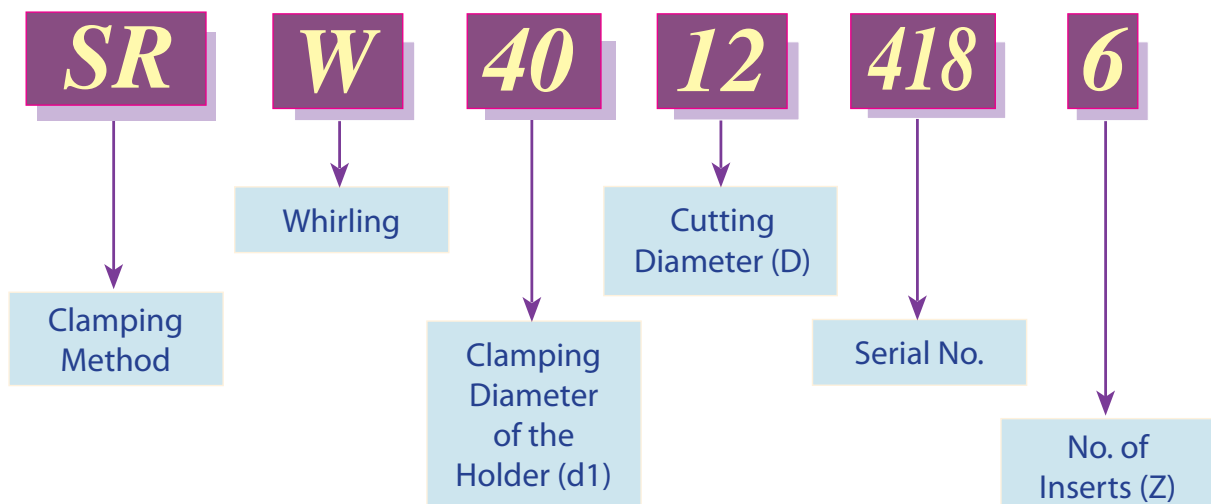 SR W 40 12 418 6
Whirling
Cutting
Diameter (D)
Clamping
Method
Clamping
Diameter
of the
Holder (d1)
Serial No.
No. of
Inserts (Z)